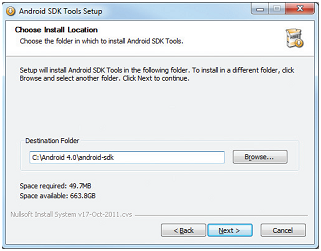 Android SDK Tools Setup
Choose Install Location
Choose the folder in which to install Android SDK Tools.
Setup will install Android SDK Tools in the following folder. To install in a different folder, click
Browse and select another folder. Click Next to continue.
Destination Folder
C:\Android 4.0\android-sdk
Browse...
Space required: 49.7MB
Space available: 663.8GB
Nullsoft Install System v17-Oct-2011.cvs
< Back
Next >
Cancel